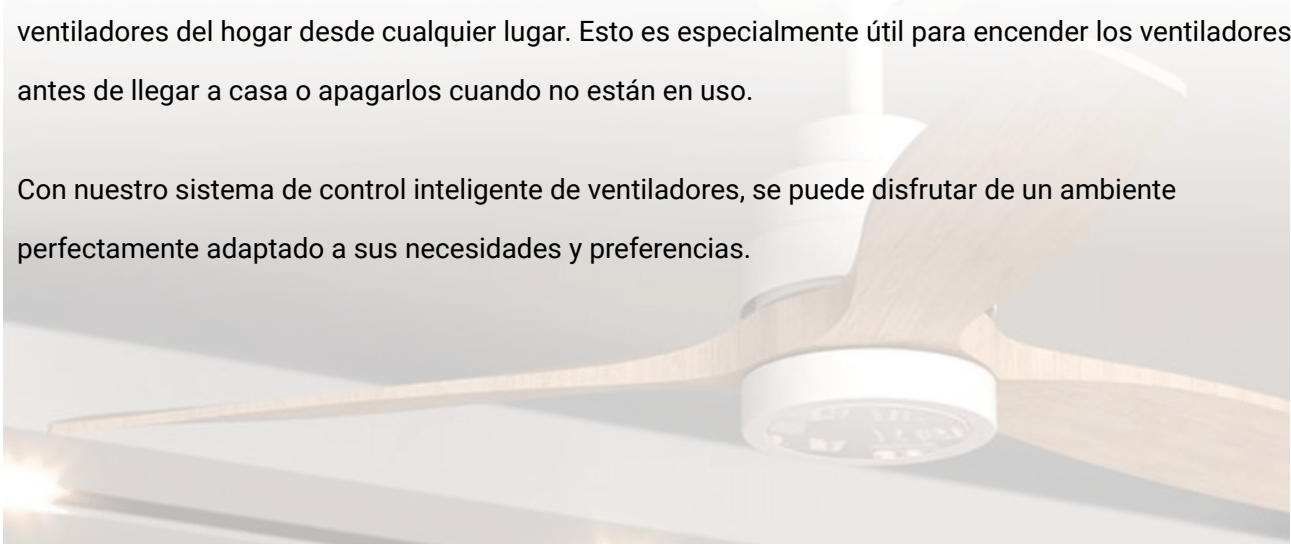 ventiladores del hogar desde cualquier lugar. Esto es especialmente útil para encender los ventiladores
antes de llegar a casa o apagarlos cuando no están en uso.
Con nuestro sistema de control inteligente de ventiladores, se puede disfrutar de un ambiente
perfectamente adaptado a sus necesidades y preferencias.